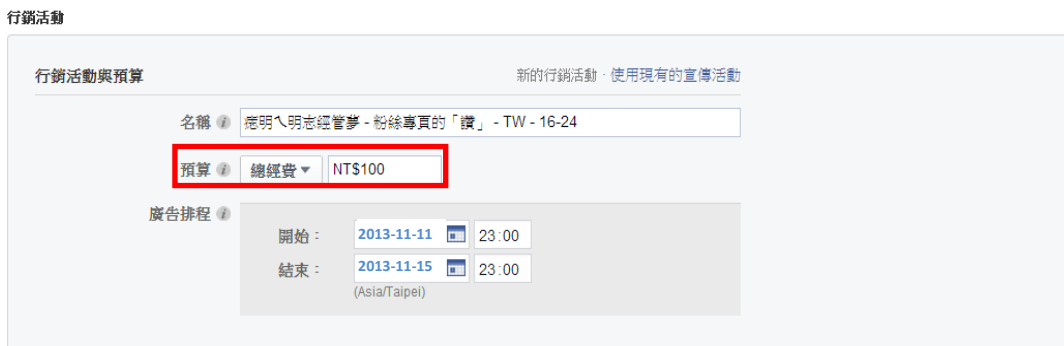 行銷活動
行銷活動與預算 新的行銷活動 · 使用現有的宣傳活動
名稱 痞明ㄟ明志經管夢 - 粉絲專頁的「讚」 - TW - 16-24
預算 總經費 NT$100
廣告排程
開始： 2013-11-11 23:00
結束： 2013-11-15 23:00
(Asia/Taipei)